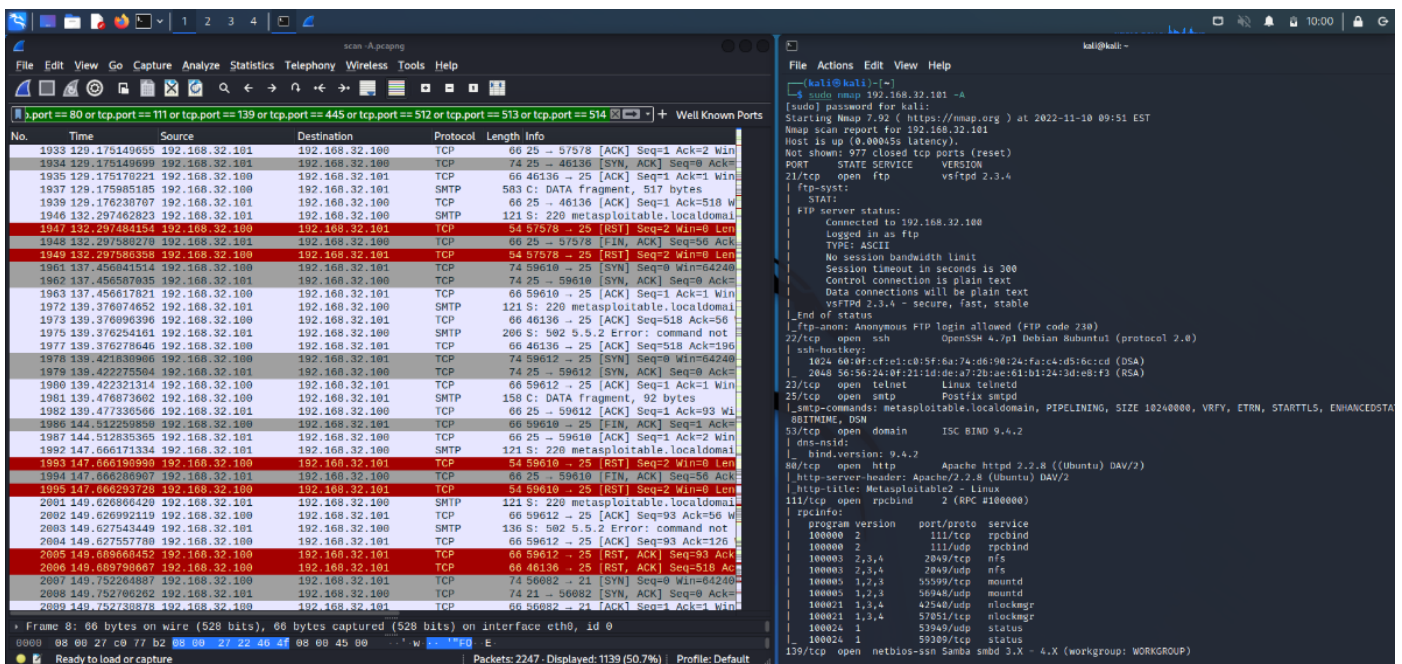 1 2 3 4
10:00
scan -A.pcapng
File Edit View Go Capture Analyze Statistics Telephony Wireless Tools Help
.port == 80 or tcp.port == 111 or tcp.port == 139 or tcp.port == 445 or tcp.port == 512 or tcp.port == 513 or tcp.port == 514 + Well Known Ports
No. Time Source Destination Protocol Length Info
1933 129.175149655 192.168.32.101 192.168.32.100 TCP 66 25 → 57578 [ACK] Seq=1 Ack=2 Win
1934 129.175149699 192.168.32.101 192.168.32.100 TCP 74 25 → 46136 [SYN, ACK] Seq=0 Ack=
1935 129.175170221 192.168.32.100 192.168.32.101 TCP 66 46136 → 25 [ACK] Seq=1 Ack=1 Win
1937 129.175985185 192.168.32.100 192.168.32.101 SMTP 583 C: DATA fragment, 517 bytes
1939 129.176238707 192.168.32.101 192.168.32.100 TCP 66 25 → 46136 [ACK] Seq=1 Ack=518 W
1946 132.297462823 192.168.32.101 192.168.32.100 SMTP 121 S: 220 metasploitable.localdomai
1947 132.297484154 192.168.32.100 192.168.32.101 TCP 54 57578 → 25 [RST] Seq=2 Win=0 Len
1948 132.297580270 192.168.32.101 192.168.32.100 TCP 66 25 → 57578 [FIN, ACK] Seq=56 Ack
1949 132.297586358 192.168.32.100 192.168.32.101 TCP 54 57578 → 25 [RST] Seq=2 Win=0 Len
1961 137.456041514 192.168.32.100 192.168.32.101 TCP 74 59610 → 25 [SYN] Seq=0 Win=64240
1962 137.456587035 192.168.32.101 192.168.32.100 TCP 74 25 → 59610 [SYN, ACK] Seq=0 Ack=
1963 137.456617821 192.168.32.100 192.168.32.101 TCP 66 59610 → 25 [ACK] Seq=1 Ack=1 Win
1972 139.376074652 192.168.32.101 192.168.32.100 SMTP 121 S: 220 metasploitable.localdomai
1973 139.376096396 192.168.32.100 192.168.32.101 TCP 66 46136 → 25 [ACK] Seq=518 Ack=56
1975 139.376254161 192.168.32.101 192.168.32.100 SMTP 206 S: 502 5.5.2 Error: command not
1977 139.376278646 192.168.32.100 192.168.32.101 TCP 66 46136 → 25 [ACK] Seq=518 Ack=196
1978 139.421830906 192.168.32.100 192.168.32.101 TCP 74 59612 → 25 [SYN] Seq=0 Win=64240
1979 139.422275504 192.168.32.101 192.168.32.100 TCP 74 25 → 59612 [SYN, ACK] Seq=0 Ack=
1980 139.422321314 192.168.32.100 192.168.32.101 TCP 66 59612 → 25 [ACK] Seq=1 Ack=1 Win
1981 139.476873602 192.168.32.100 192.168.32.101 SMTP 158 C: DATA fragment, 92 bytes
1982 139.477336566 192.168.32.101 192.168.32.100 TCP 66 25 → 59612 [ACK] Seq=1 Ack=93 Wi
1986 144.512259850 192.168.32.100 192.168.32.101 TCP 66 59610 → 25 [FIN, ACK] Seq=1 Ack=
1987 144.512835365 192.168.32.101 192.168.32.100 TCP 66 25 → 59610 [ACK] Seq=1 Ack=2 Win
1992 147.666171334 192.168.32.101 192.168.32.100 SMTP 121 S: 220 metasploitable.localdomai
1993 147.666190990 192.168.32.100 192.168.32.101 TCP 54 59610 → 25 [RST] Seq=2 Win=0 Len
1994 147.666286907 192.168.32.101 192.168.32.100 TCP 66 25 → 59610 [FIN, ACK] Seq=56 Ack
1995 147.666293728 192.168.32.100 192.168.32.101 TCP 54 59610 → 25 [RST] Seq=2 Win=0 Len
2001 149.626866420 192.168.32.101 192.168.32.100 SMTP 121 S: 220 metasploitable.localdomai
2002 149.626992119 192.168.32.100 192.168.32.101 TCP 66 59612 → 25 [ACK] Seq=93 Ack=56 W
2003 149.627543449 192.168.32.101 192.168.32.100 SMTP 136 S: 502 5.5.2 Error: command not
2004 149.627557780 192.168.32.100 192.168.32.101 TCP 66 59612 → 25 [ACK] Seq=93 Ack=126
2005 149.689668452 192.168.32.100 192.168.32.101 TCP 66 59612 → 25 [RST, ACK] Seq=93 Ack
2006 149.689798667 192.168.32.100 192.168.32.101 TCP 66 46136 → 25 [RST, ACK] Seq=518 Ac
2007 149.752264887 192.168.32.100 192.168.32.101 TCP 74 56082 → 21 [SYN] Seq=0 Win=64240
2008 149.752706262 192.168.32.101 192.168.32.100 TCP 74 21 → 56082 [SYN, ACK] Seq=0 Ack=
2009 149.752730878 192.168.32.100 192.168.32.101 TCP 66 56082 → 21 [ACK] Seq=1 Ack=1 Win
Frame 8: 66 bytes on wire (528 bits), 66 bytes captured (528 bits) on interface eth0, id 0
0000 08 00 27 c0 77 b2 08 00 27 22 46 4f 08 00 45 00 ··'·w··· '"FO··E·
Ready to load or capture
Packets: 2247 · Displayed: 1139 (50.7%)
Profile: Default
kali@kali: ~
File Actions Edit View Help
(kali㉿kali)-[~]
$ sudo nmap 192.168.32.101 -A
[sudo] password for kali:
Starting Nmap 7.92 ( https://nmap.org ) at 2022-11-10 09:51 EST
Nmap scan report for 192.168.32.101
Host is up (0.00045s latency).
Not shown: 977 closed tcp ports (reset)
PORT STATE SERVICE VERSION
21/tcp open ftp vsftpd 2.3.4
| ftp-syst:
| STAT:
| FTP server status:
| Connected to 192.168.32.100
| Logged in as ftp
| TYPE: ASCII
| No session bandwidth limit
| Session timeout in seconds is 300
| Control connection is plain text
| Data connections will be plain text
| vsFTPd 2.3.4 - secure, fast, stable
|_End of status
|_ftp-anon: Anonymous FTP login allowed (FTP code 230)
22/tcp open ssh OpenSSH 4.7p1 Debian 8ubuntu1 (protocol 2.0)
| ssh-hostkey:
| 1024 60:0f:cf:e1:c0:5f:6a:74:d6:90:24:fa:c4:d5:6c:cd (DSA)
|_ 2048 56:56:24:0f:21:1d:de:a7:2b:ae:61:b1:24:3d:e8:f3 (RSA)
23/tcp open telnet Linux telnetd
25/tcp open smtp Postfix smtpd
|_smtp-commands: metasploitable.localdomain, PIPELINING, SIZE 10240000, VRFY, ETRN, STARTTLS, ENHANCEDSTA
8BITMIME, DSN
53/tcp open domain ISC BIND 9.4.2
| dns-nsid:
|_ bind.version: 9.4.2
80/tcp open http Apache httpd 2.2.8 ((Ubuntu) DAV/2)
|_http-server-header: Apache/2.2.8 (Ubuntu) DAV/2
|_http-title: Metasploitable2 - Linux
111/tcp open rpcbind 2 (RPC #100000)
| rpcinfo:
| program version port/proto service
| 100000 2 111/tcp rpcbind
| 100000 2 111/udp rpcbind
| 100003 2,3,4 2049/tcp nfs
| 100003 2,3,4 2049/udp nfs
| 100005 1,2,3 55599/tcp mountd
| 100005 1,2,3 56948/udp mountd
| 100021 1,3,4 42540/udp nlockmgr
| 100021 1,3,4 57051/tcp nlockmgr
| 100024 1 53949/udp status
|_ 100024 1 59309/tcp status
139/tcp open netbios-ssn Samba smbd 3.X - 4.X (workgroup: WORKGROUP)